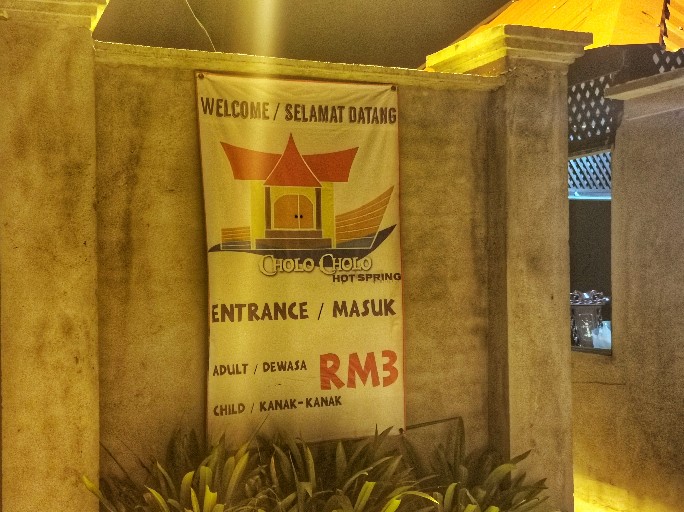 WELCOME / SELAMAT DATANG
CHOLO CHOLO
HOT SPRING
ENTRANCE / MASUK
ADULT / DEWASA RM3
CHILD / KANAK-KANAK